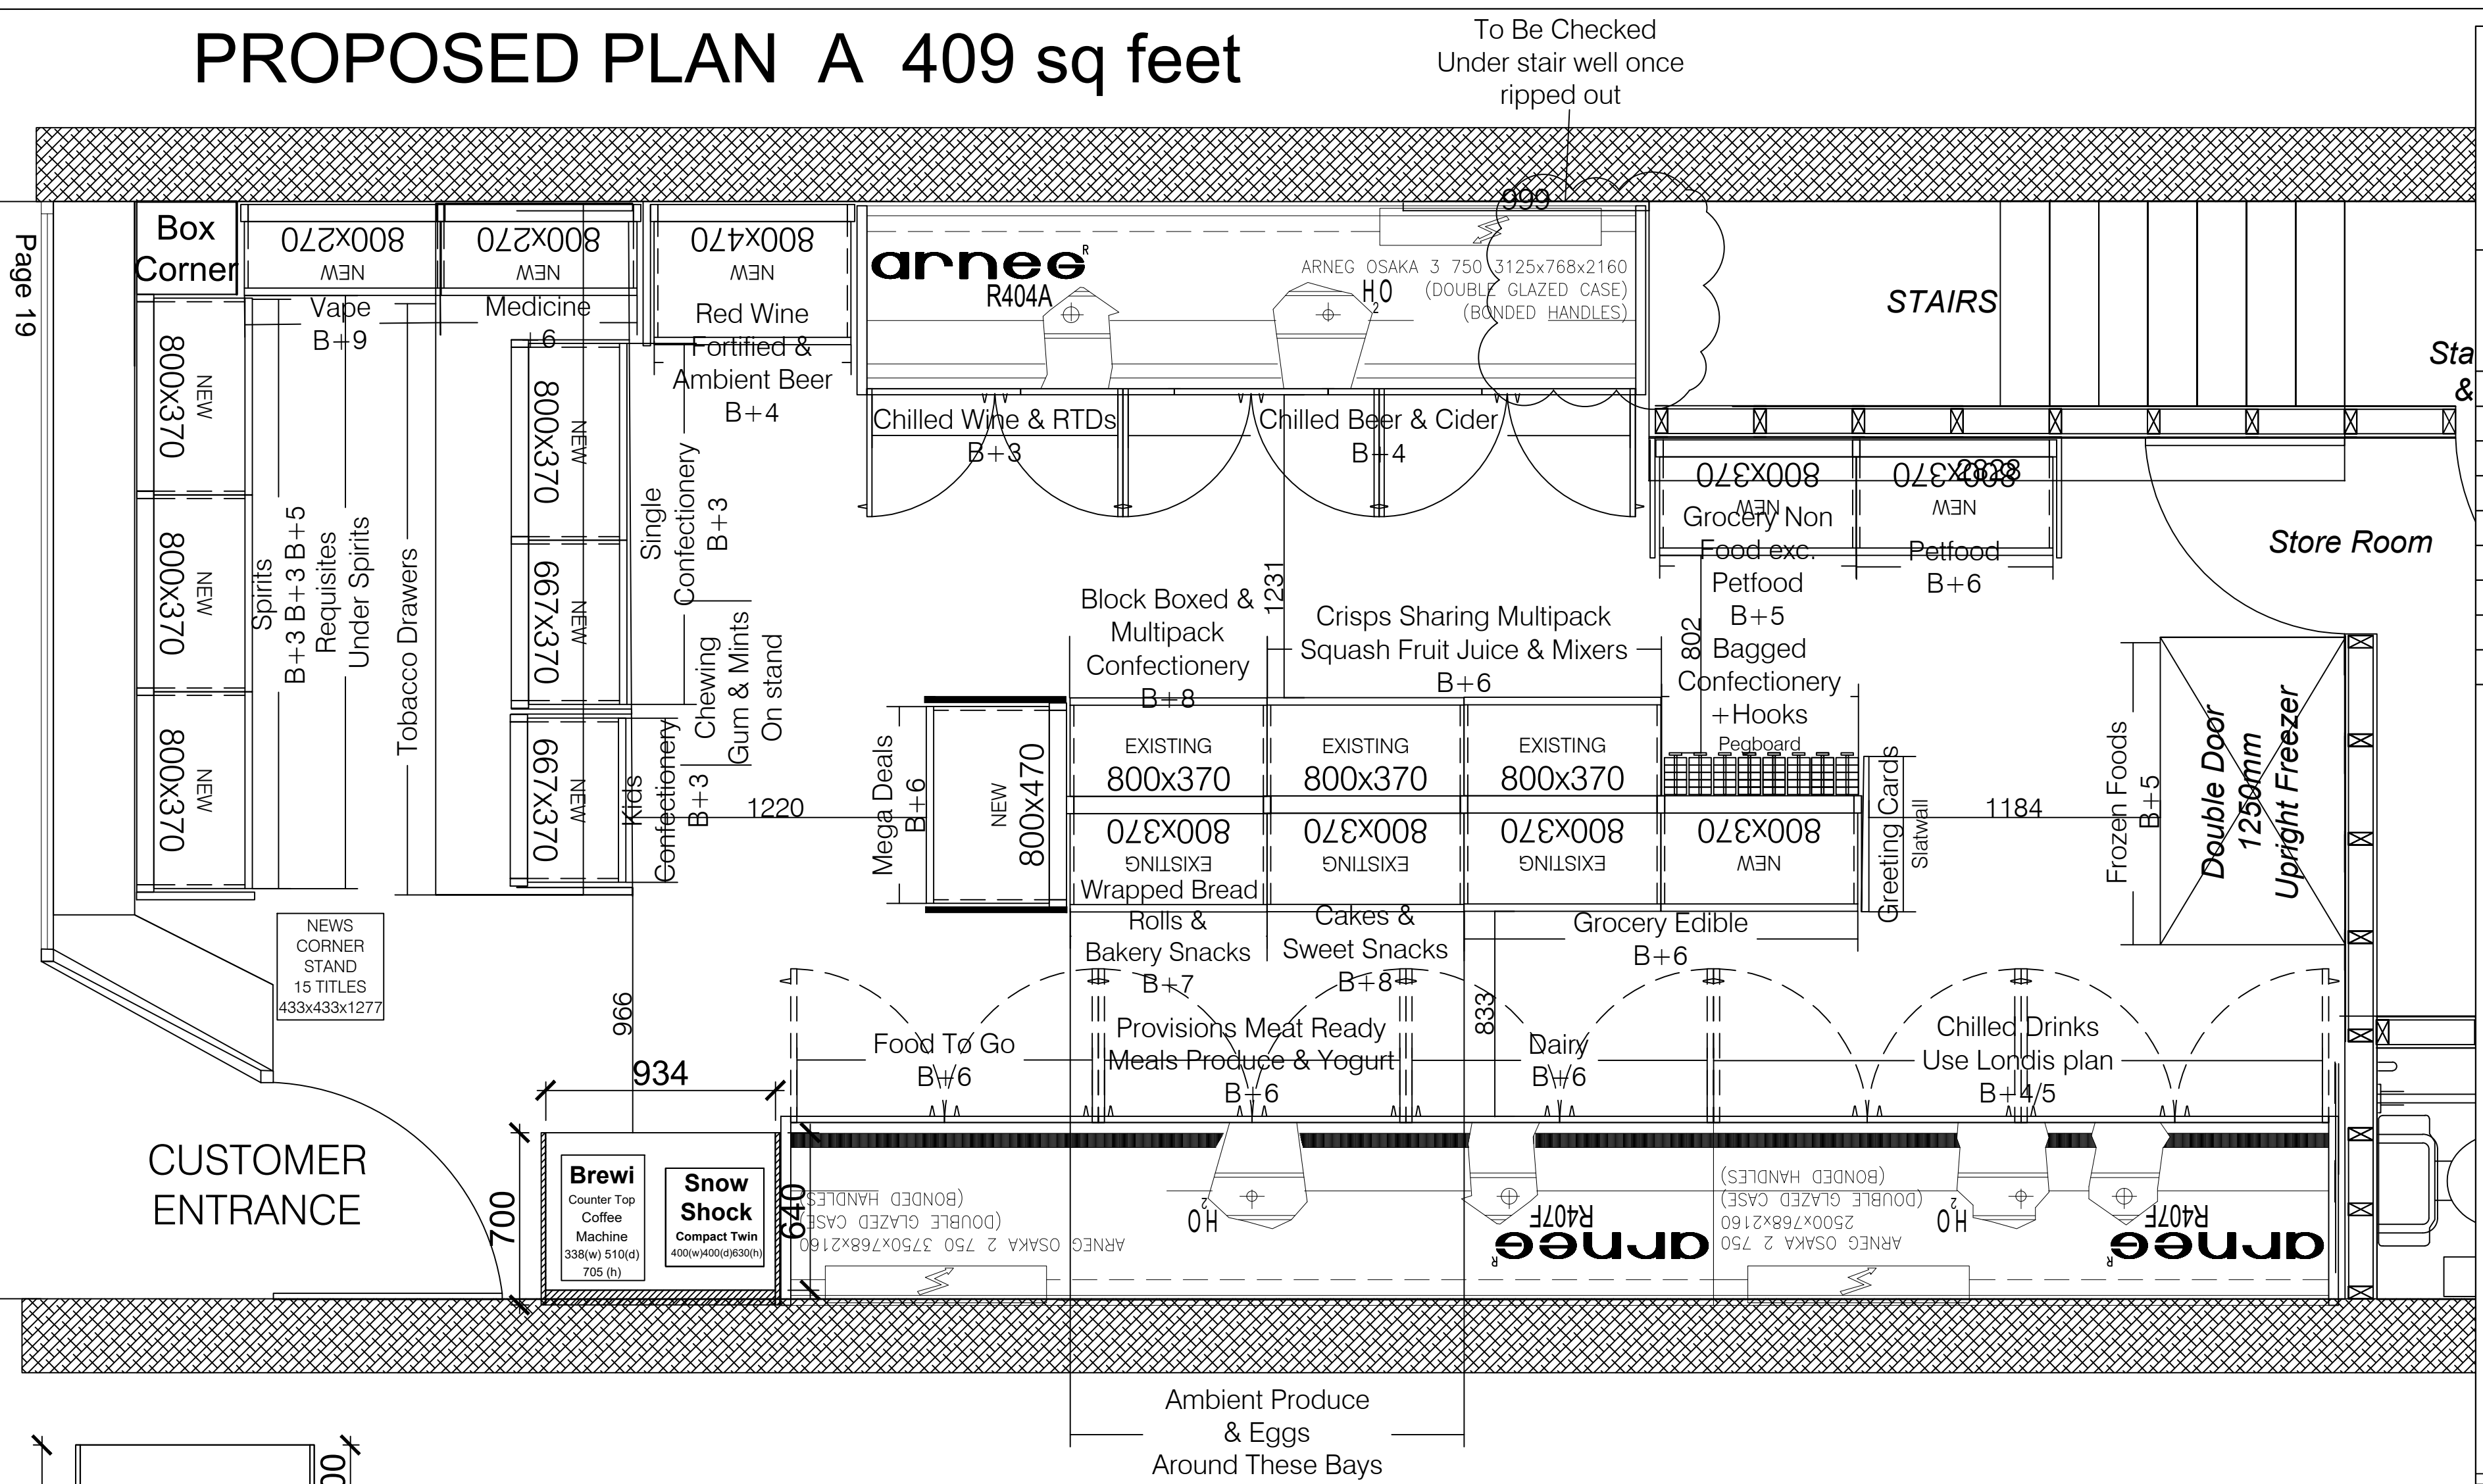 PROPOSED PLAN A 409 sq feet
To Be Checked
Under stair well once
ripped out
Page 19
Box
Corner
800x270
NEW
Vape
B+9
800x270
NEW
Medicine
6
800x470
NEW
Red Wine
Fortified &
Ambient Beer
B+4
arneg R
R404A
H2O
999
ARNEG OSAKA 3 750 3125x768x2160
(DOUBLE GLAZED CASE)
(BONDED HANDLES)
Chilled Wine & RTDs
B+3
Chilled Beer & Cider
B+4
STAIRS
Sta
&
Store Room
800x370
NEW
800x370
NEW
800x370
NEW
Spirits
B+3 B+3 B+5
Requisites
Under Spirits
Tobacco Drawers
800x370
NEW
667x370
NEW
667x370
NEW
Single
Confectionery
B+3
Chewing
Gum & Mints
On stand
Kids
Confectionery
B+3
1220
Mega Deals
B+6
NEW
800x470
1231
Block Boxed &
Multipack
Confectionery
B+8
Crisps Sharing Multipack
Squash Fruit Juice & Mixers
B+6
800x370
NEW
Grocery Non
Food exc.
Petfood
B+5
800x370
NEW
2828
Petfood
B+6
802
Bagged
Confectionery
+Hooks
Pegboard
EXISTING
800x370
EXISTING
800x370
EXISTING
800x370
800x370
EXISTING
800x370
EXISTING
800x370
EXISTING
800x370
NEW
Wrapped Bread
Rolls &
Bakery Snacks
B+7
Cakes &
Sweet Snacks
B+8
Grocery Edible
B+6
Greeting Cards
Slatwall
1184
Frozen Foods
B+5
Double Door
1250mm
Upright Freezer
NEWS
CORNER
STAND
15 TITLES
433x433x1277
966
934
833
Food To Go
B+6
Provisions Meat Ready
Meals Produce & Yogurt
B+6
Dairy
B+6
Chilled Drinks
Use Londis plan
B+4/5
CUSTOMER
ENTRANCE
700
Brewi
Counter Top
Coffee
Machine
338(w) 510(d)
705 (h)
Snow
Shock
Compact Twin
400(w)400(d)630(h)
640
ARNEG OSAKA 2 750 3750x768x2160
(DOUBLE GLAZED CASE)
(BONDED HANDLES)
H2O
R407F
arneg R
ARNEG OSAKA 2 750
2500x768x2160
(DOUBLE GLAZED CASE)
(BONDED HANDLES)
H2O
R407F
arneg R
Ambient Produce
& Eggs
Around These Bays